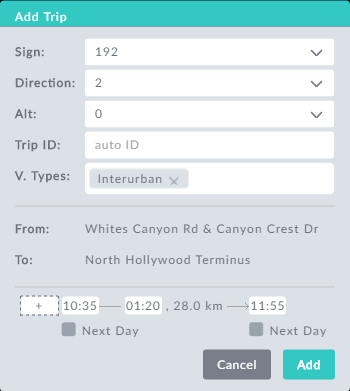 Add Trip
Sign: 192
Direction: 2
Alt: 0
Trip ID: auto ID
V. Types: Interurban
From: Whites Canyon Rd & Canyon Crest Dr
To: North Hollywood Terminus
+ 10:35 01:20 , 28.0 km 11:55
Next Day Next Day
Cancel Add